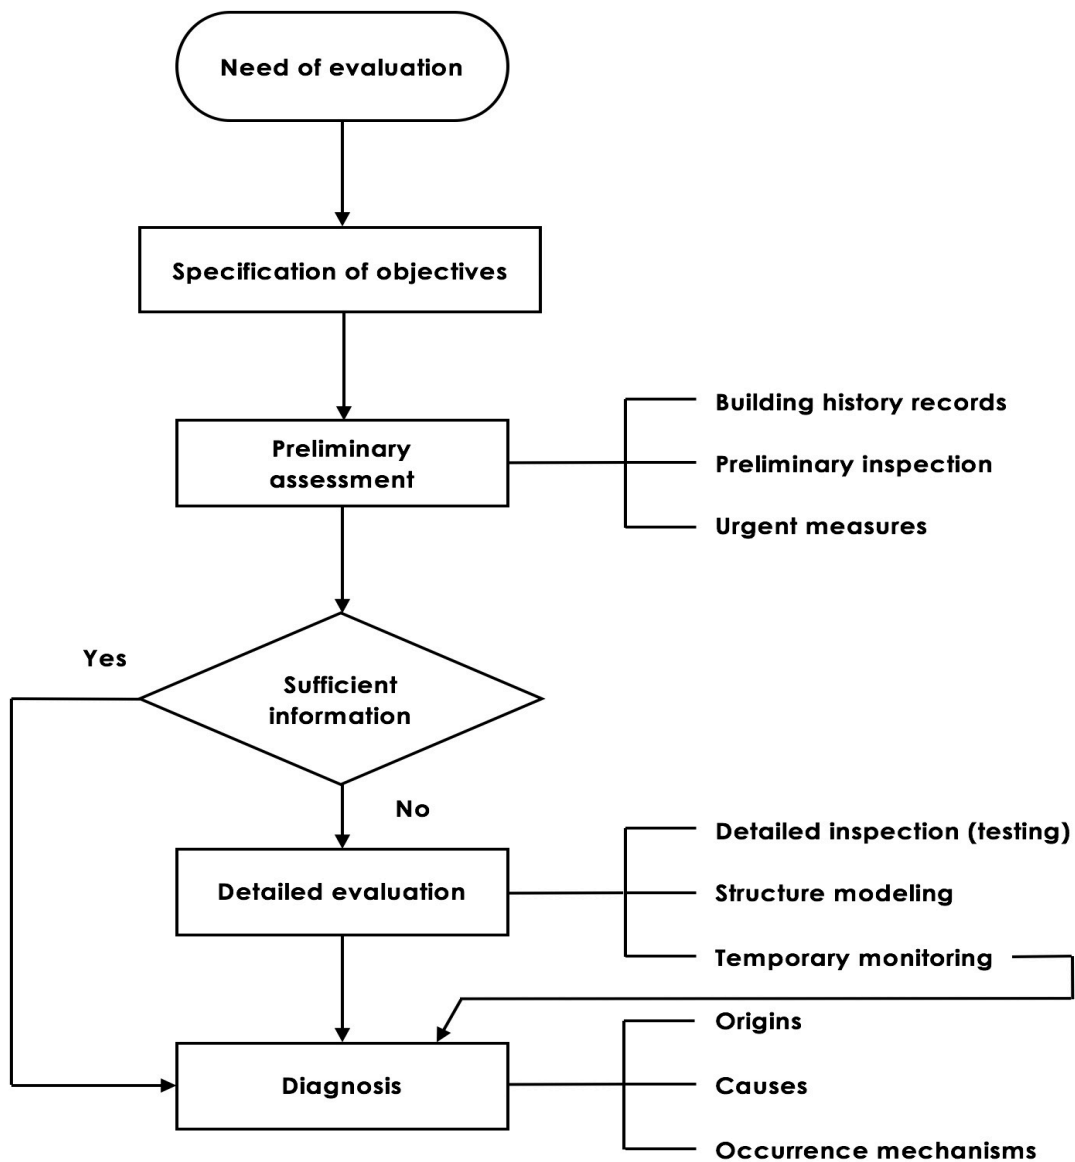 Need of evaluation
Specification of objectives
Preliminary
assessment
Building history records
Preliminary inspection
Urgent measures
Yes
Sufficient
information
No
Detailed evaluation
Detailed inspection (testing)
Structure modeling
Temporary monitoring
Diagnosis
Origins
Causes
Occurrence mechanisms